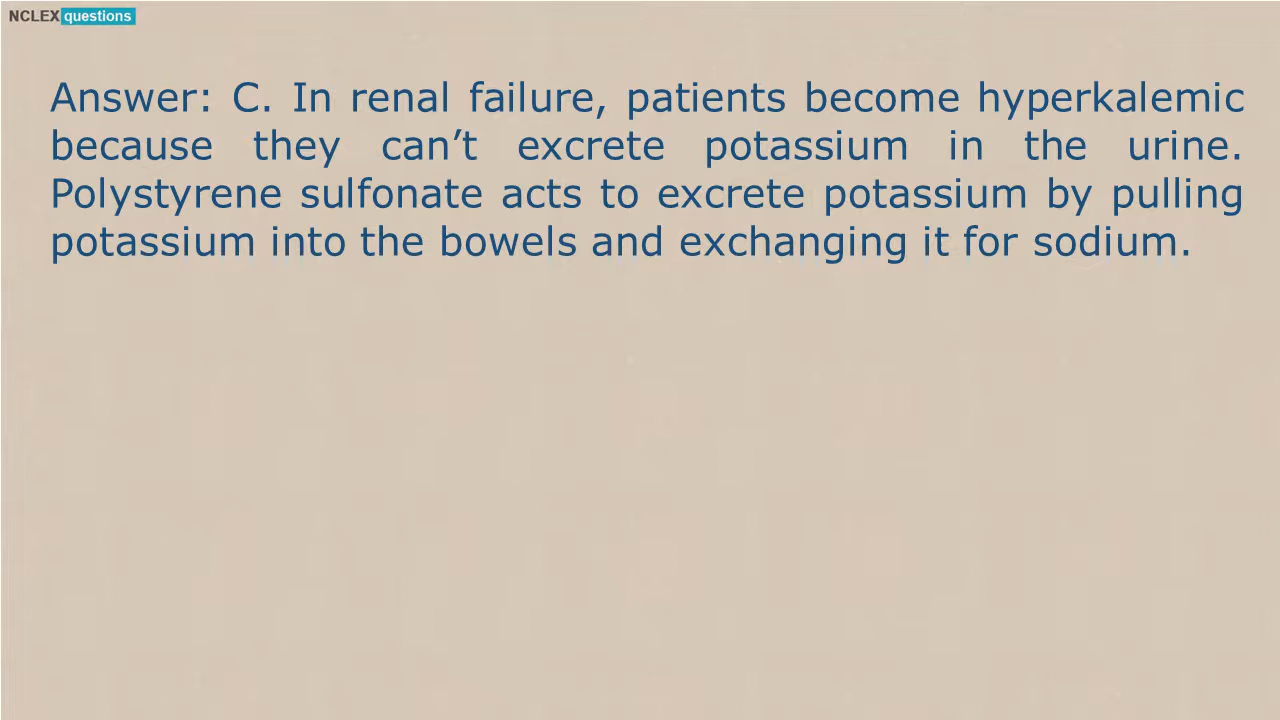 NCLEX questions
Answer: C. In renal failure, patients become hyperkalemic
because they can’t excrete potassium in the urine.
Polystyrene sulfonate acts to excrete potassium by pulling
potassium into the bowels and exchanging it for sodium.